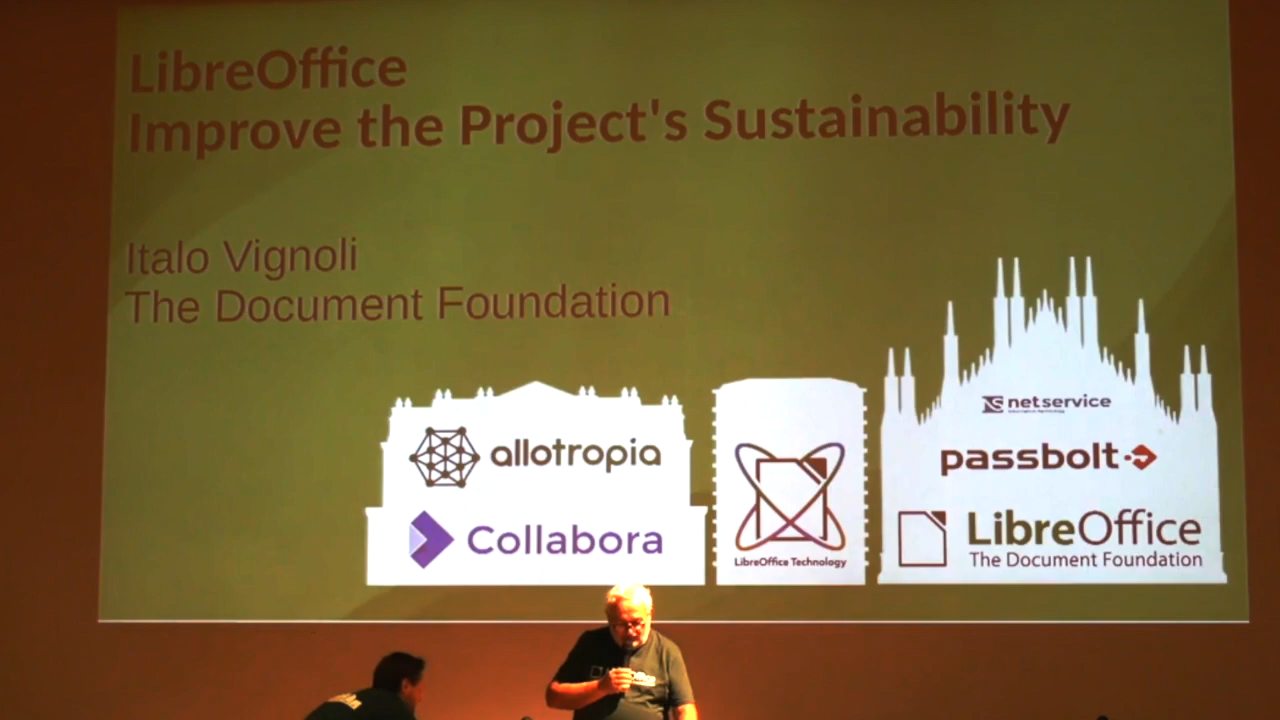 LibreOffice
Improve the Project's Sustainability
Italo Vignoli
The Document Foundation
allotropia
Collabora
LibreOffice Technology
netservice
passbolt
LibreOffice
The Document Foundation